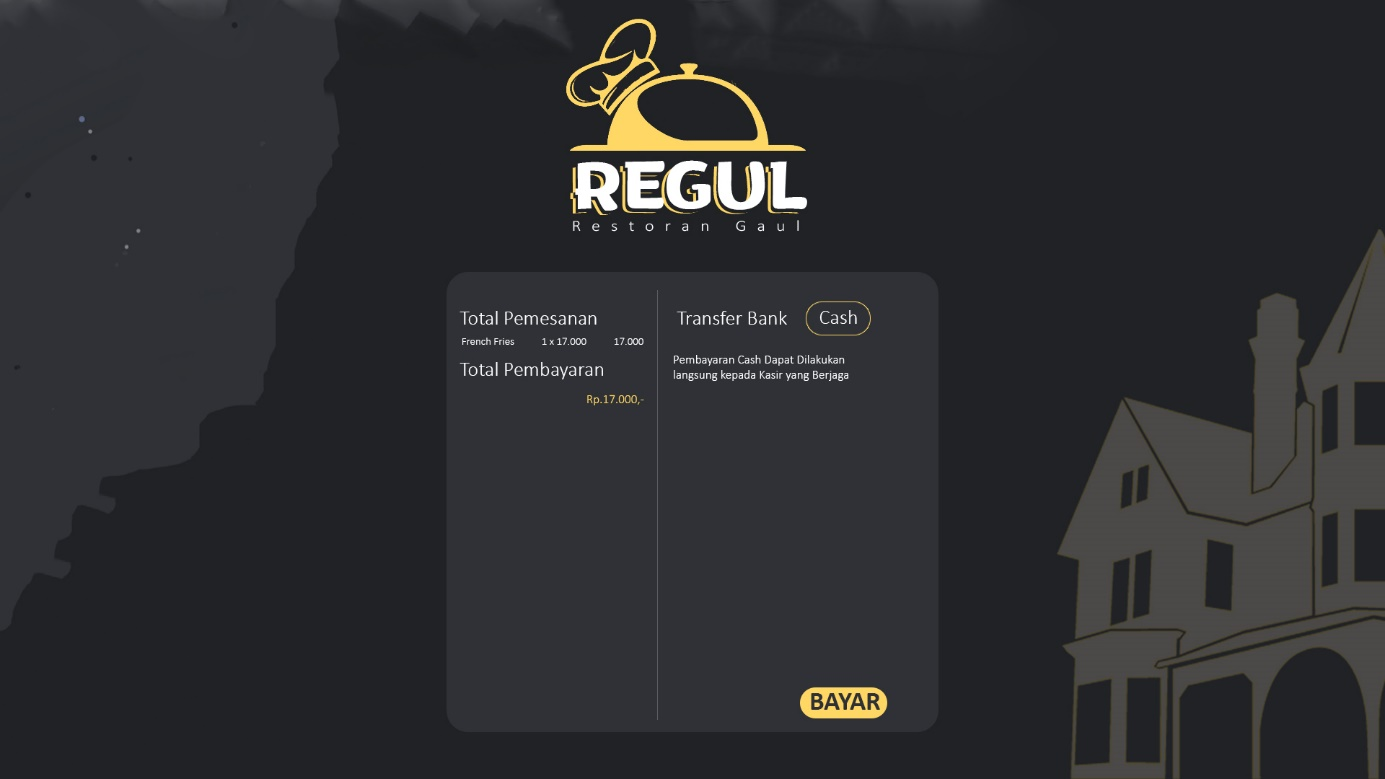 REGUL
Restoran Gaul
Total Pemesanan
French Fries 1 x 17.000 17.000
Total Pembayaran
Rp.17.000,-
Transfer Bank Cash
Pembayaran Cash Dapat Dilakukan
langsung kepada Kasir yang Berjaga
BAYAR